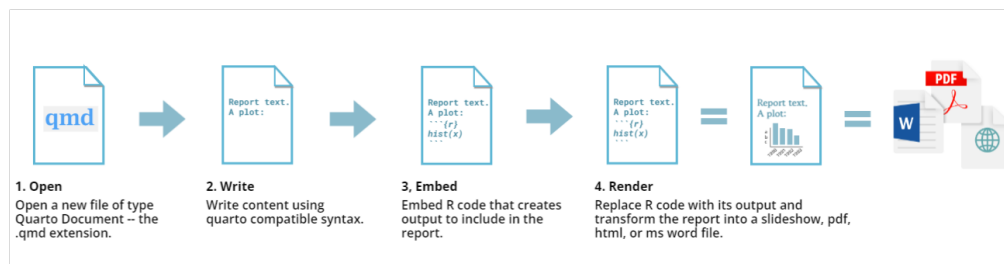 qmd
Report text.
A plot:
Report text.
A plot:
```(r)
hist(x)
```
Report text.
A plot:
```(r)
hist(x)
```
Report text.
A plot:
PDF
W
1. Open
Open a new file of type
Quarto Document -- the
.qmd extension.
2. Write
Write content using
quarto compatible syntax.
3, Embed
Embed R code that creates
output to include in the
report.
4. Render
Replace R code with its output and
transform the report into a slideshow, pdf,
html, or ms word file.